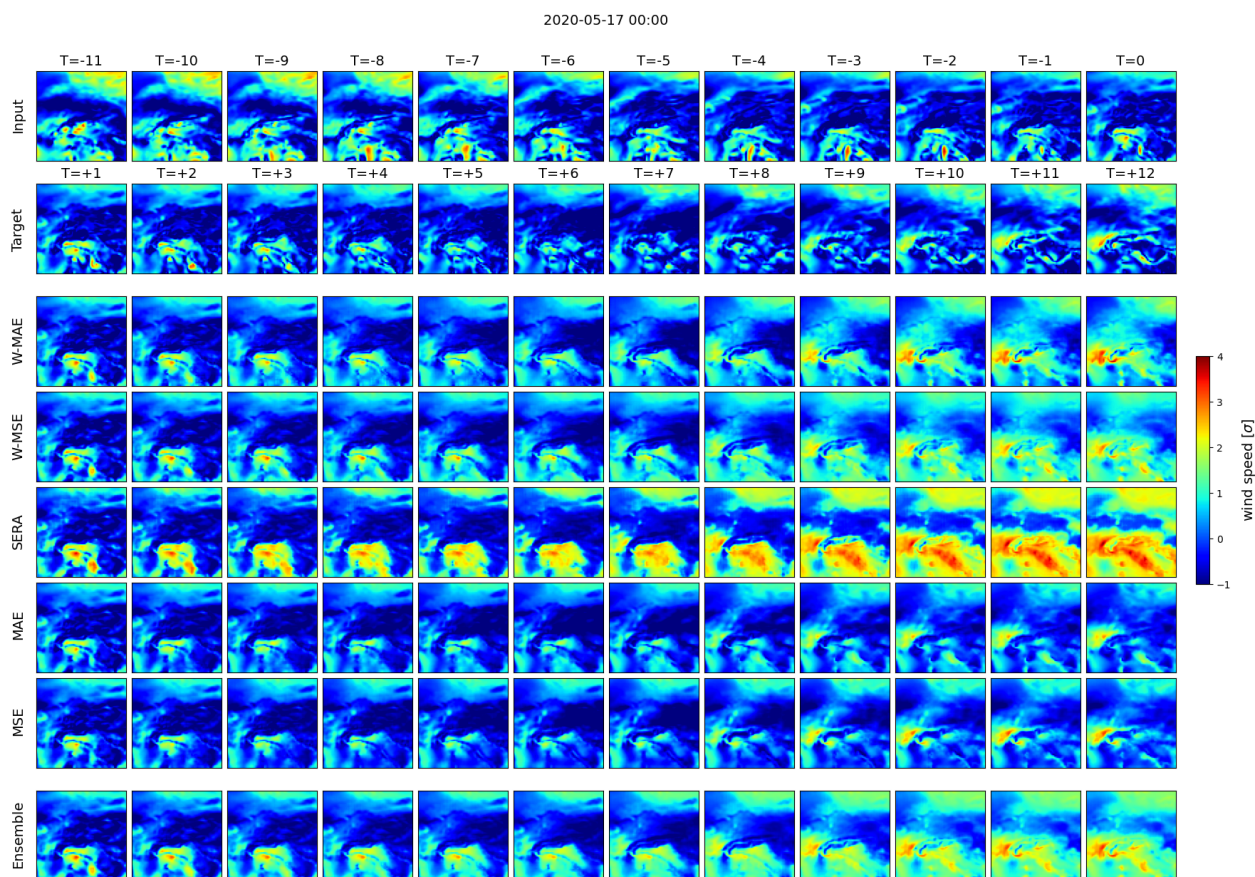 2020-05-17 00:00
T=-11 T=-10 T=-9 T=-8 T=-7 T=-6 T=-5 T=-4 T=-3 T=-2 T=-1 T=0
Input
T=+1 T=+2 T=+3 T=+4 T=+5 T=+6 T=+7 T=+8 T=+9 T=+10 T=+11 T=+12
Target
W-MAE
W-MSE
SERA
MAE
MSE
Ensemble
4
3
2
1
0
−1
wind speed [σ]